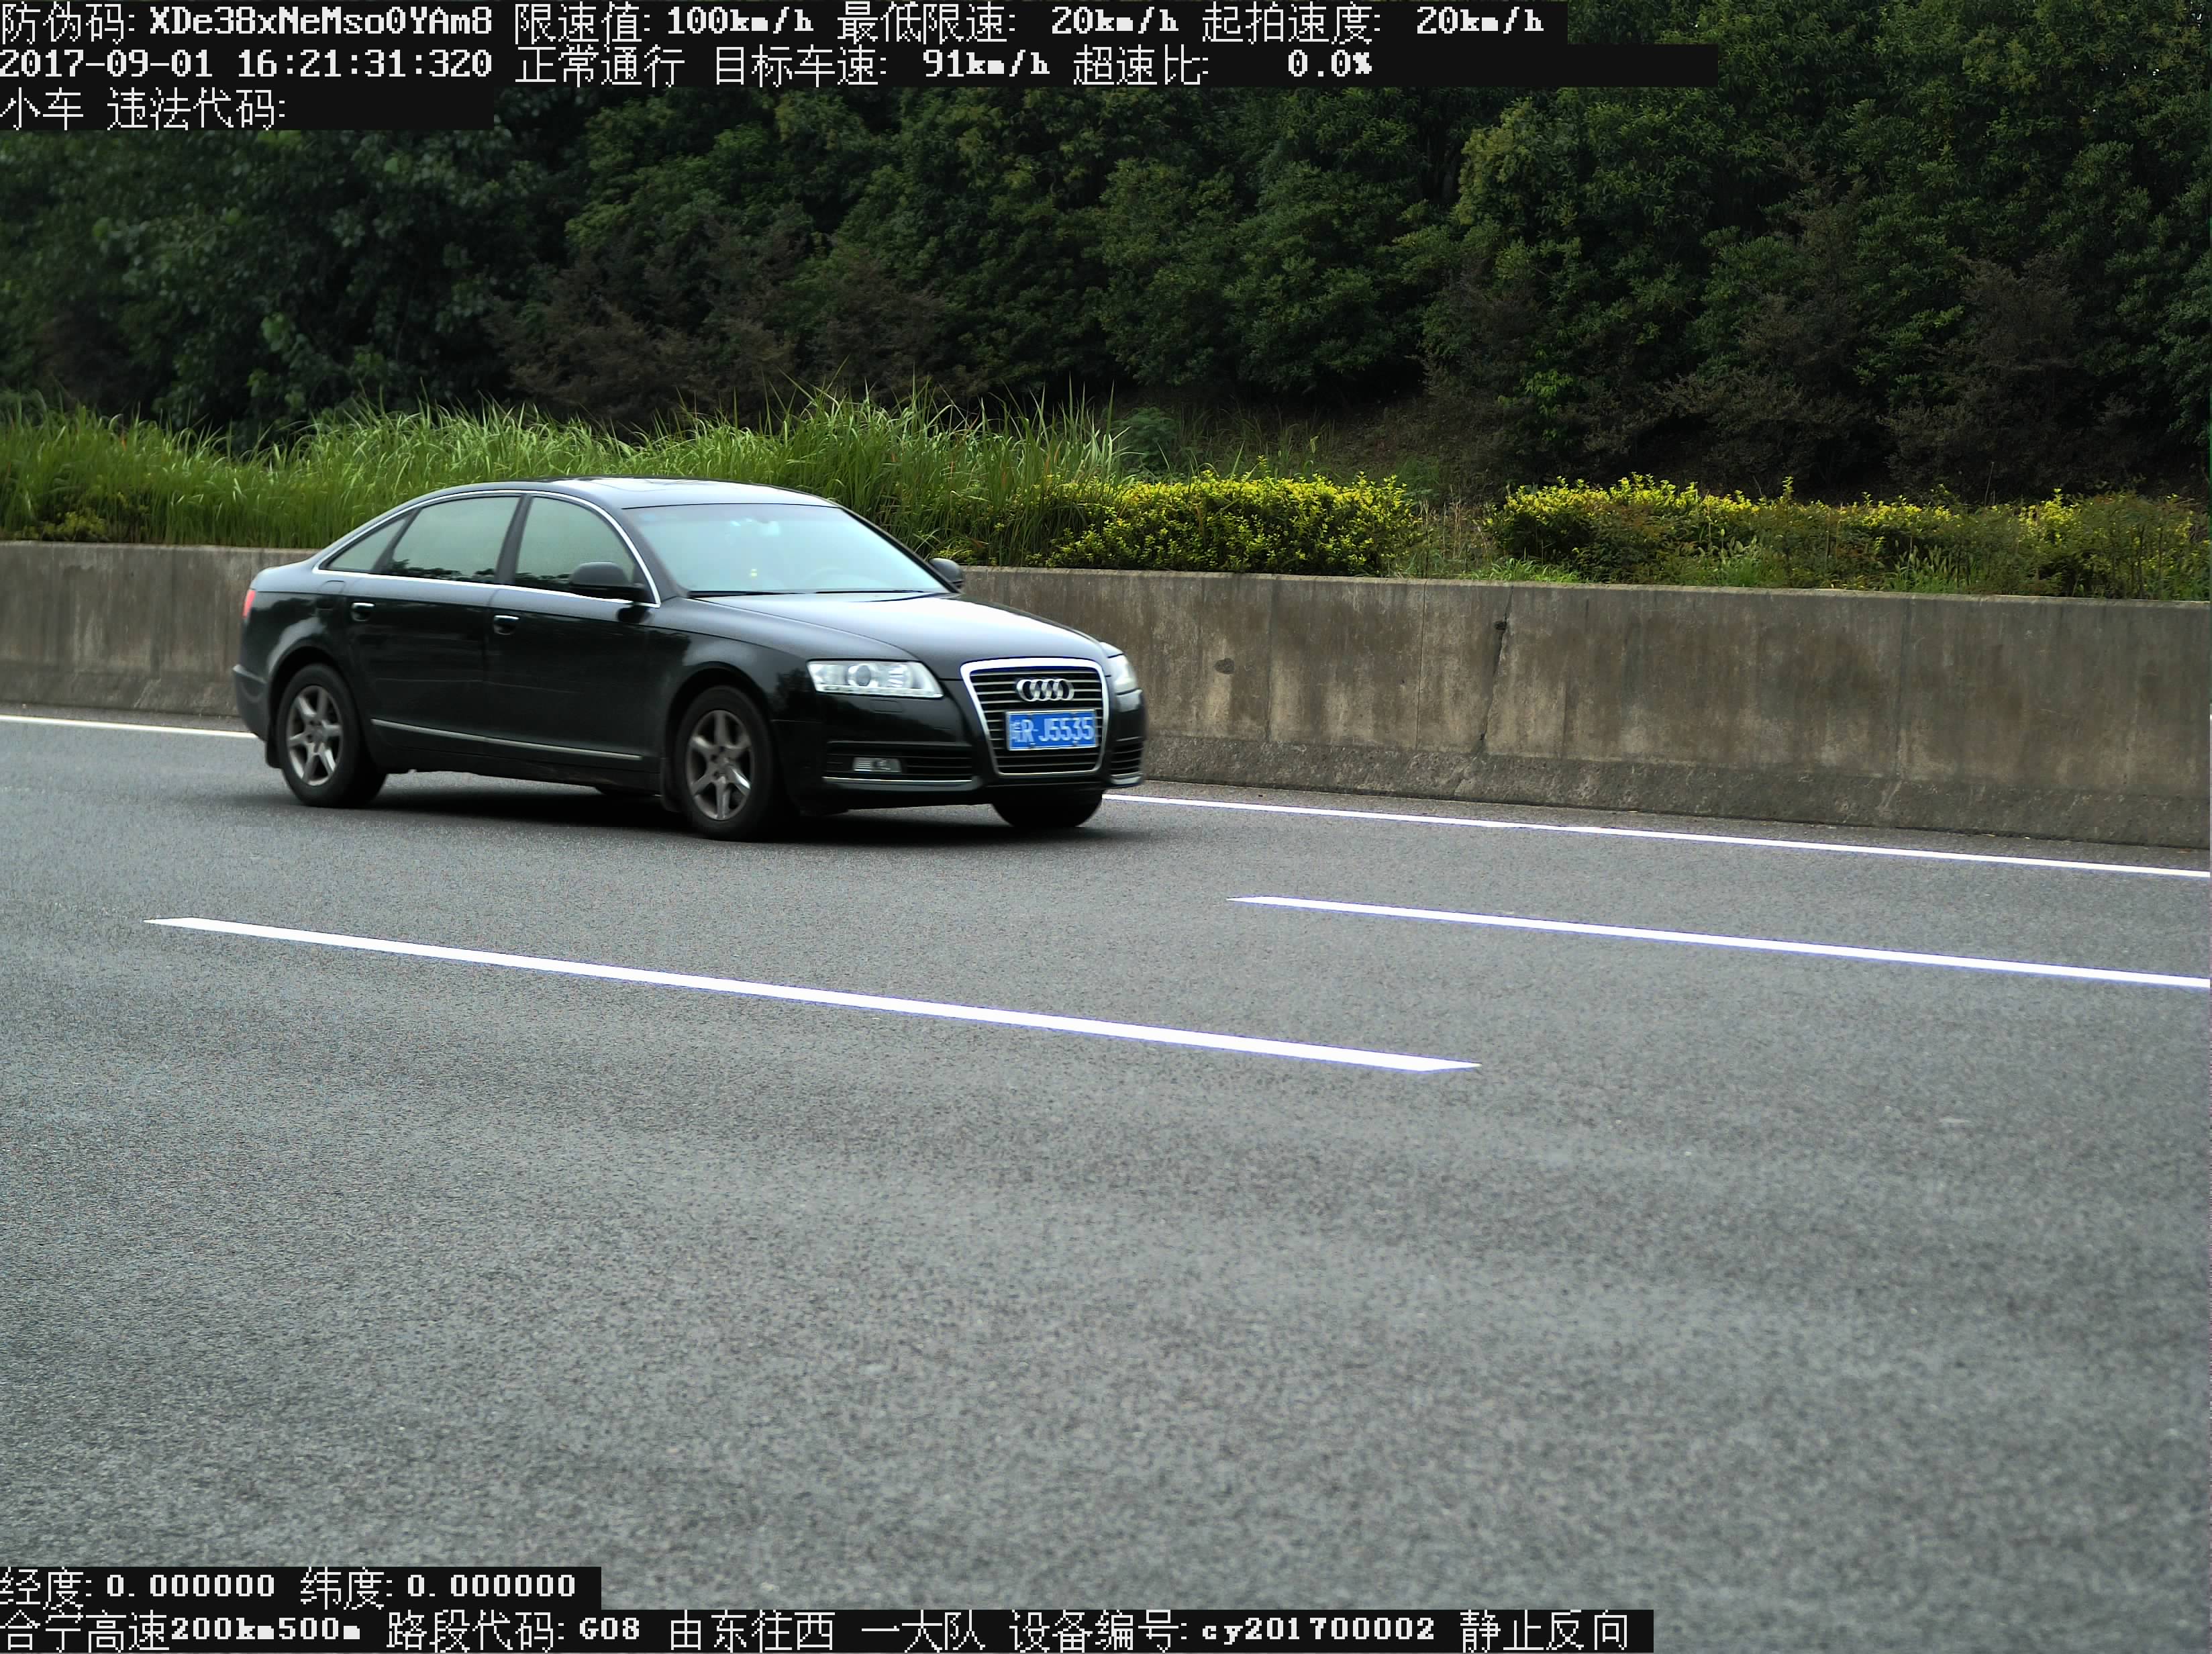 防伪码: XDe38xNeMso0YAm8 限速值: 100km/h 最低限速: 20km/h 起拍速度: 20km/h
2017-09-01 16:21:31:320 正常通行 目标车速: 91km/h 超速比: 0.0%
小车 违法代码:
皖R·J5535
经度: 0.000000 纬度: 0.000000
合宁高速200km500m 路段代码: G08 由东往西 一大队 设备编号: cy201700002 静止反向